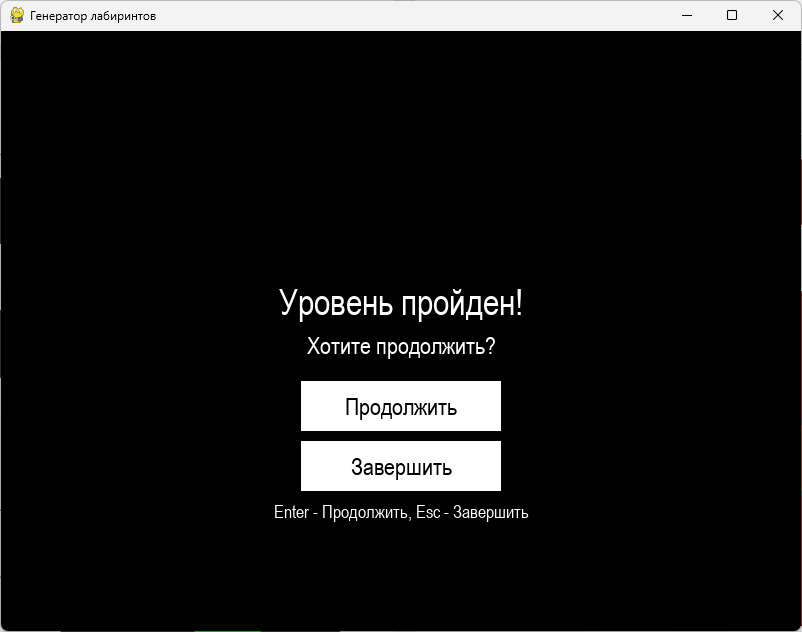 Генератор лабиринтов
Уровень пройден!
Хотите продолжить?
Продолжить
Завершить
Enter - Продолжить, Esc - Завершить